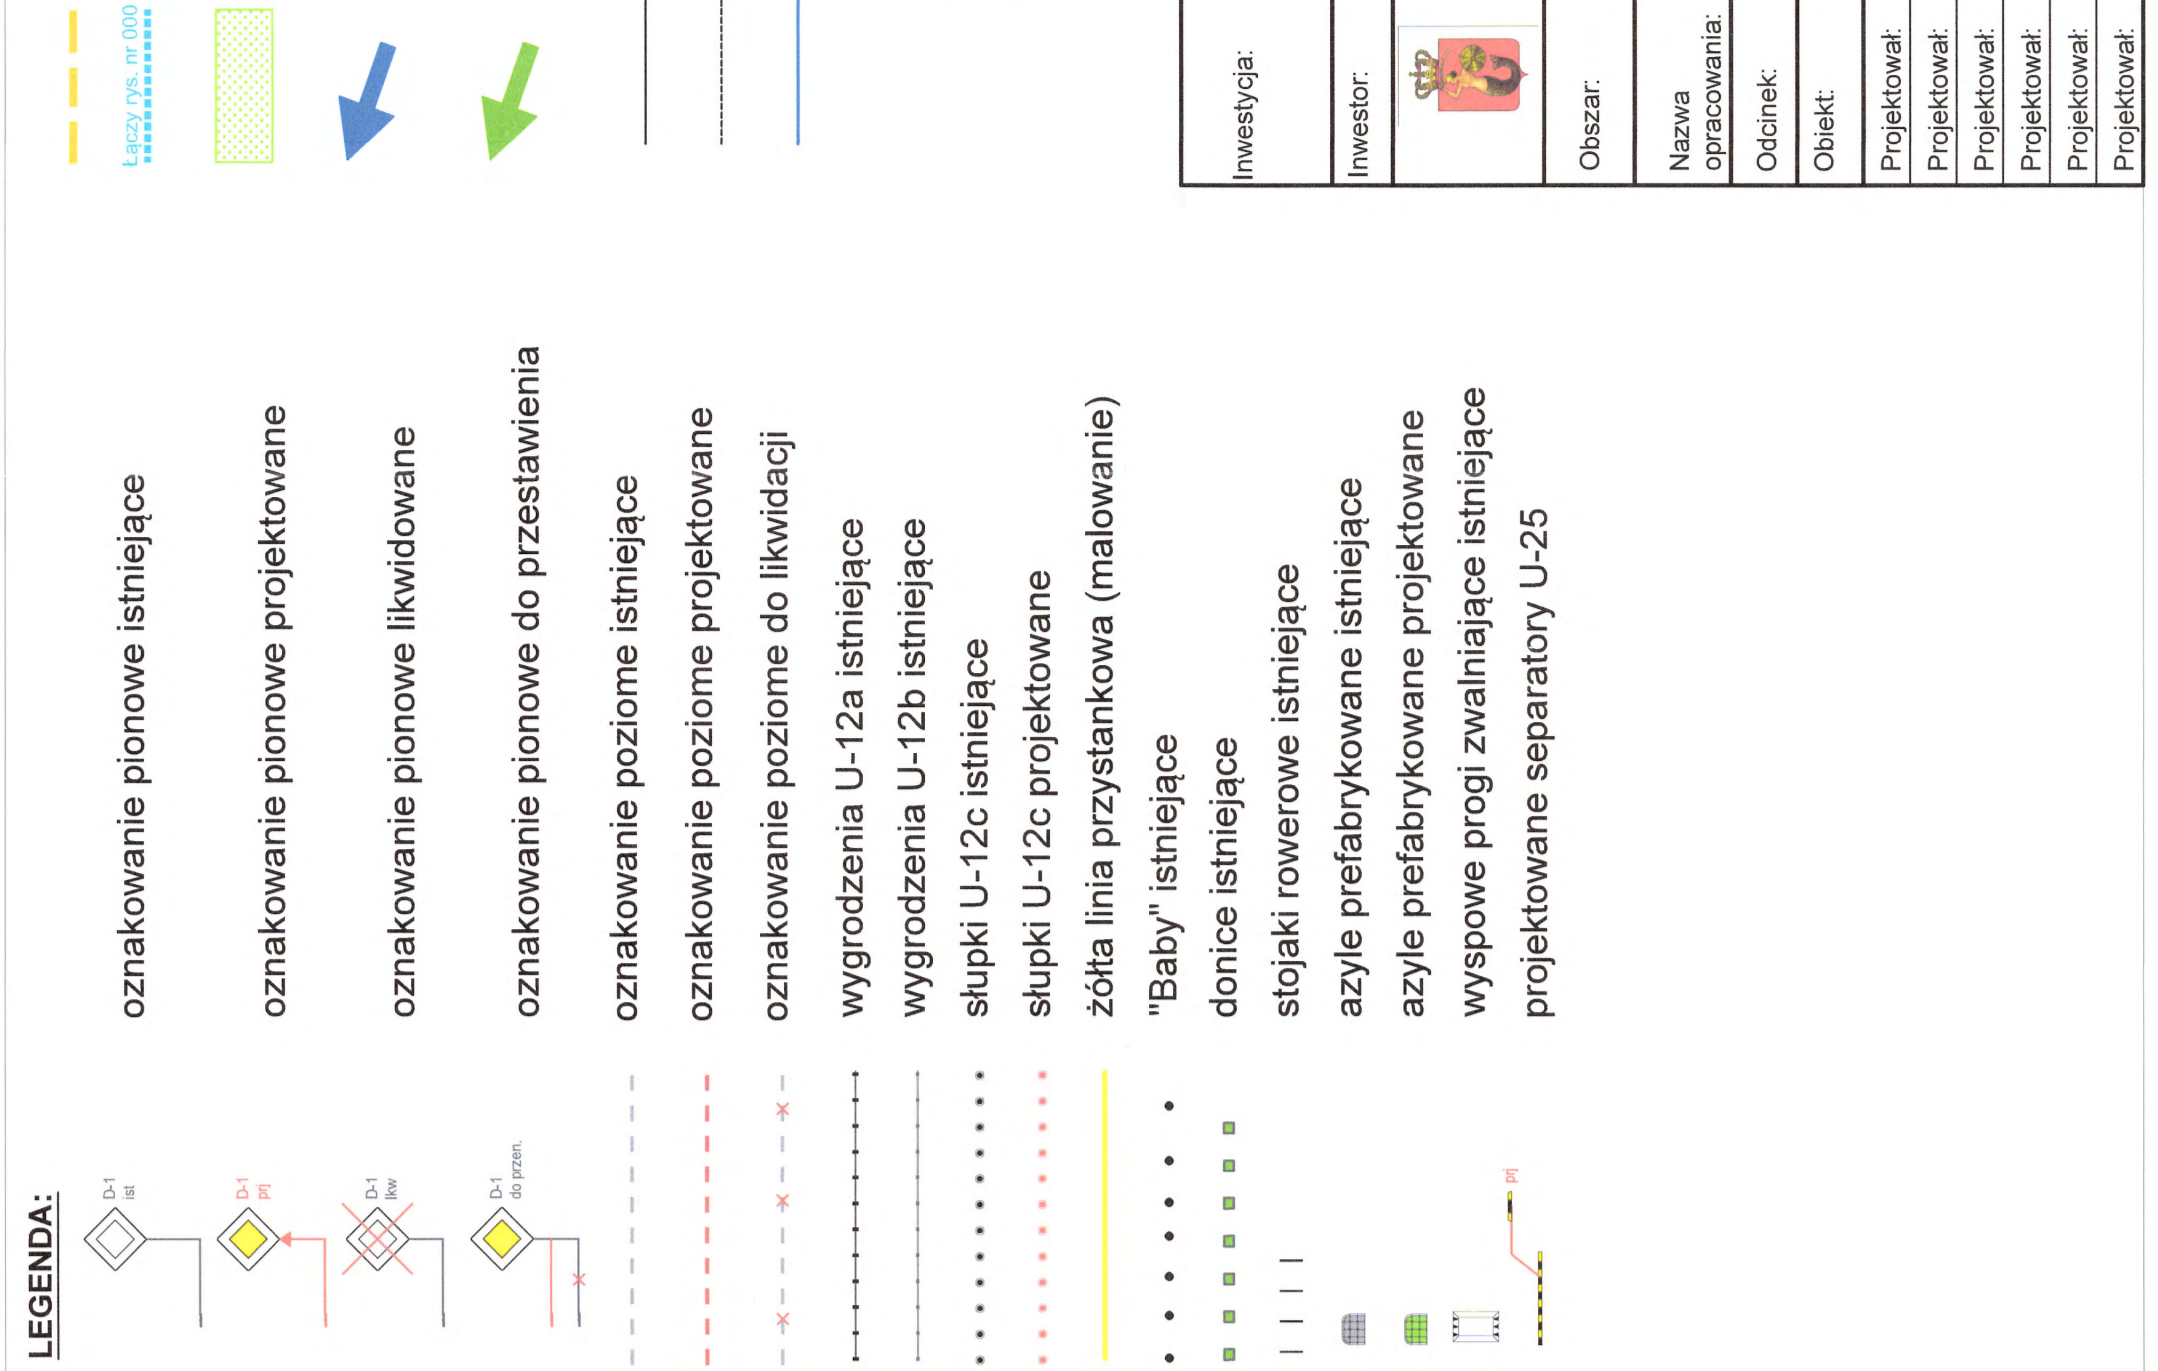 LEGENDA:
D-1
ist
oznakowanie pionowe istniejące
D-1
prj
oznakowanie pionowe projektowane
D-1
lkw
oznakowanie pionowe likwidowane
D-1
do przen.
oznakowanie pionowe do przestawienia
oznakowanie poziome istniejące
oznakowanie poziome projektowane
oznakowanie poziome do likwidacji
wygrodzenia U-12a istniejące
wygrodzenia U-12b istniejące
słupki U-12c istniejące
słupki U-12c projektowane
żółta linia przystankowa (malowanie)
"Baby" istniejące
donice istniejące
stojaki rowerowe istniejące
azyle prefabrykowane istniejące
azyle prefabrykowane projektowane
wyspowe progi zwalniające istniejące
prj
projektowane separatory U-25
Łączy rys. nr 000
Inwestycja:
Inwestor:
Obszar:
Nazwa
opracowania:
Odcinek:
Obiekt:
Projektował:
Projektował:
Projektował:
Projektował:
Projektował:
Projektował: